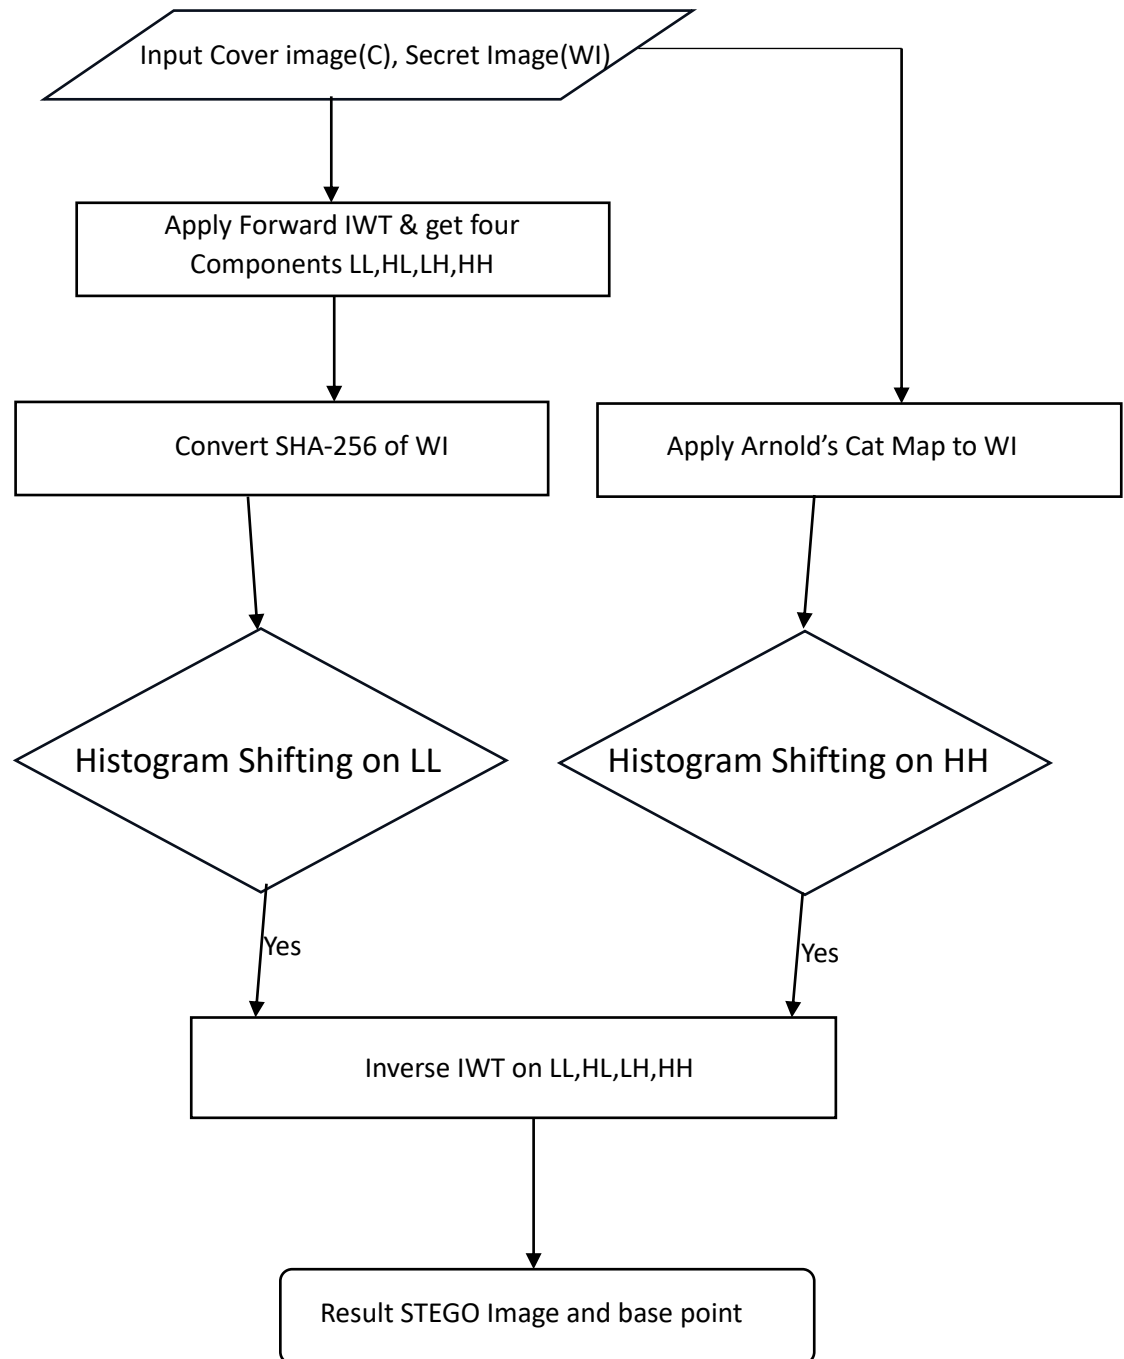 Input Cover image(C), Secret Image(WI)
Apply Forward IWT & get four
Components LL,HL,LH,HH
Convert SHA-256 of WI
Apply Arnold’s Cat Map to WI
Histogram Shifting on LL
Histogram Shifting on HH
Yes
Yes
Inverse IWT on LL,HL,LH,HH
Result STEGO Image and base point